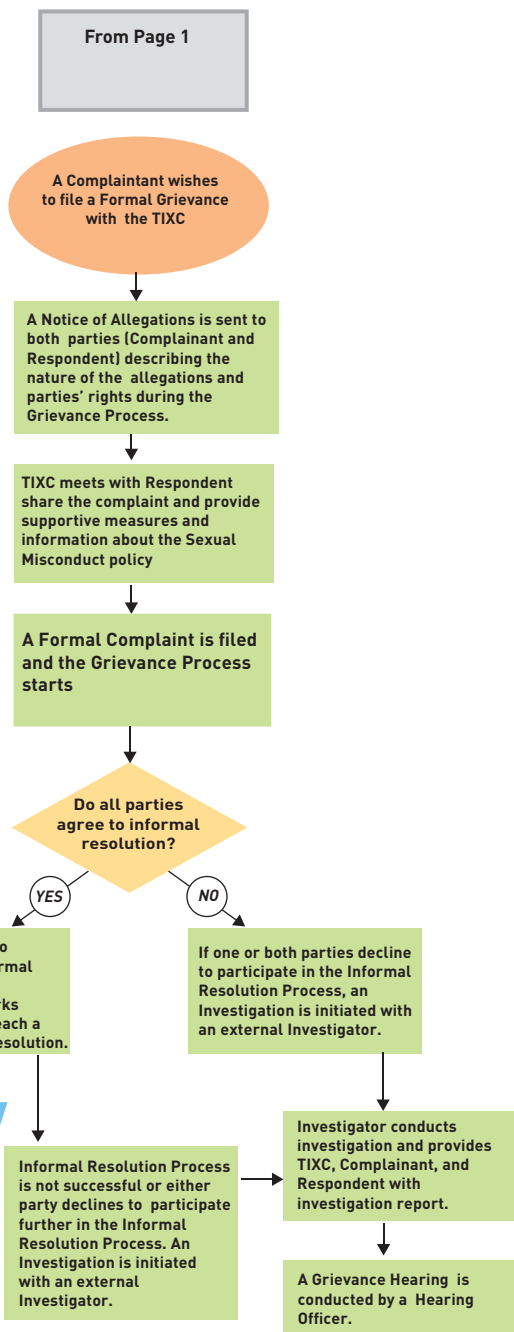 From Page 1
A Complaintant wishes
to file a Formal Grievance
with the TIXC
A Notice of Allegations is sent to
both parties (Complainant and
Respondent) describing the
nature of the allegations and
parties’ rights during the
Grievance Process.
TIXC meets with Respondent
share the complaint and provide
supportive measures and
information about the Sexual
Misconduct policy
A Formal Complaint is filed
and the Grievance Process
starts
Do all parties
agree to informal
resolution?
YES
NO
If one or both parties decline
to participate in the Informal
Resolution Process, an
Investigation is initiated with
an external Investigator.
Informal Resolution Process
is not successful or either
party declines to participate
further in the Informal
Resolution Process. An
Investigation is initiated
with an external
Investigator.
Investigator conducts
investigation and provides
TIXC, Complainant, and
Respondent with
investigation report.
A Grievance Hearing is
conducted by a Hearing
Officer.